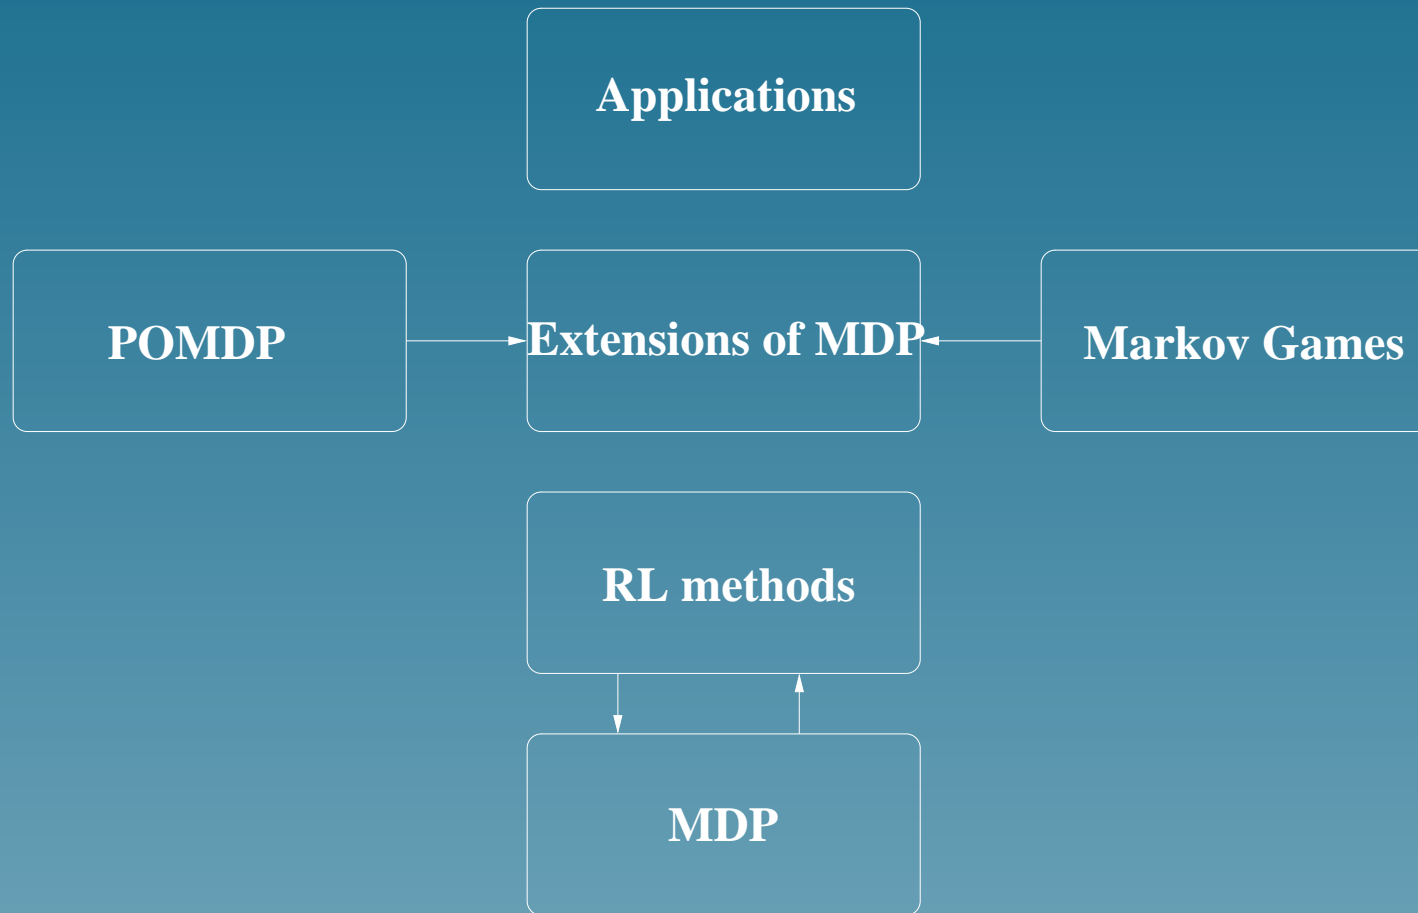 Applications
POMDP
Extensions of MDP
Markov Games
RL methods
MDP